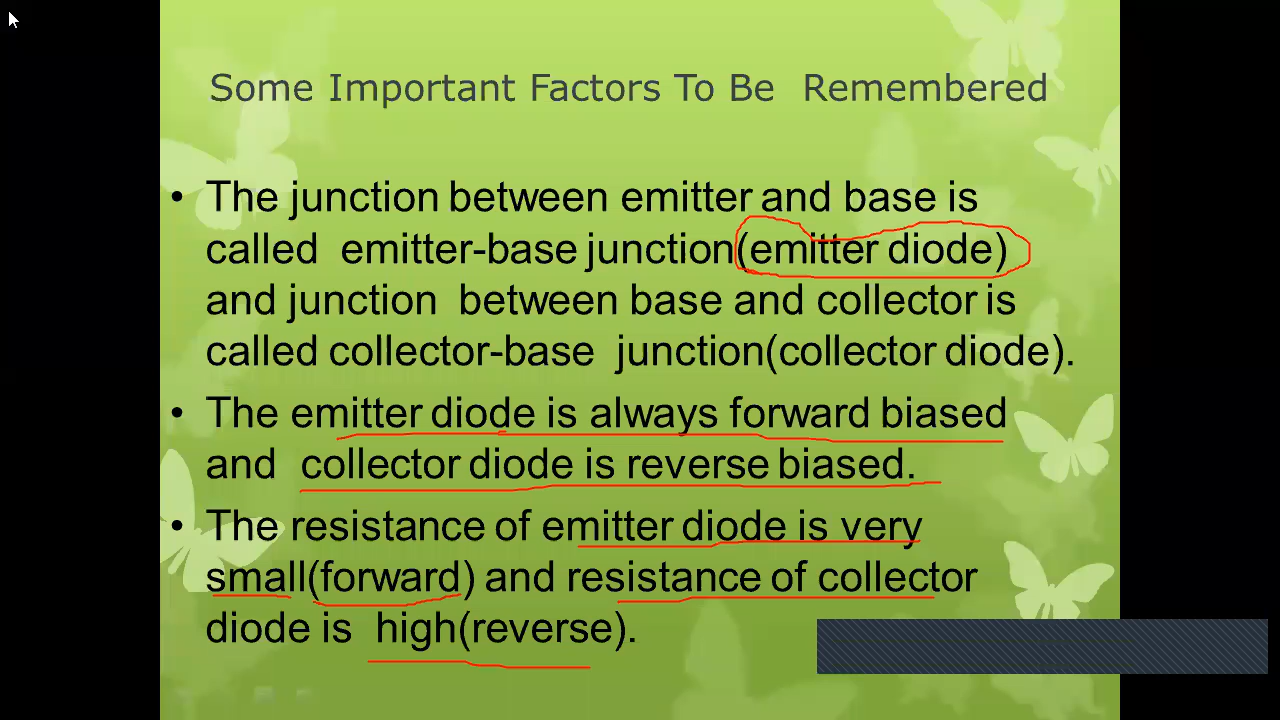 Some Important Factors To Be Remembered
• The junction between emitter and base is
called emitter-base junction(emitter diode)
and junction between base and collector is
called collector-base junction(collector diode).
• The emitter diode is always forward biased
and collector diode is reverse biased.
• The resistance of emitter diode is very
small(forward) and resistance of collector
diode is high(reverse).